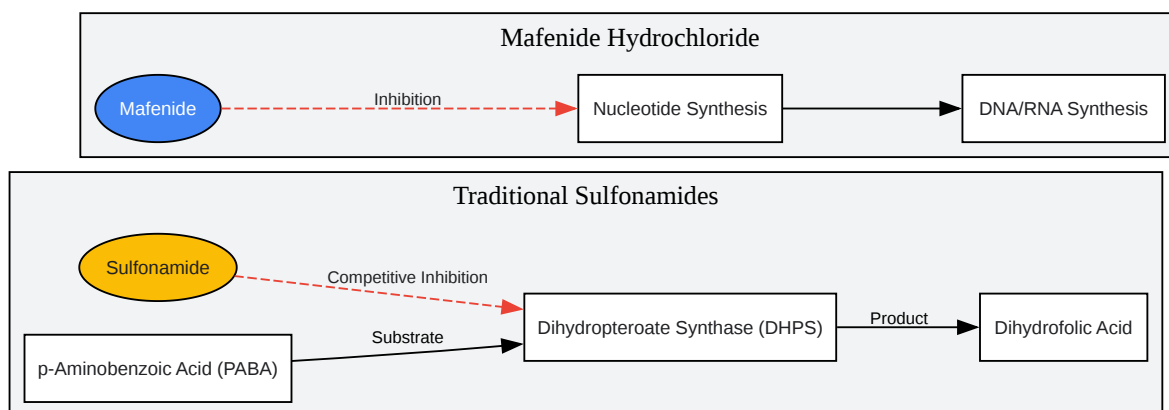 Mafenide Hydrochloride
Mafenide
Inhibition
Nucleotide Synthesis
DNA/RNA Synthesis
Traditional Sulfonamides
Sulfonamide
Competitive Inhibition
p-Aminobenzoic Acid (PABA)
Substrate
Dihydropteroate Synthase (DHPS)
Product
Dihydrofolic Acid